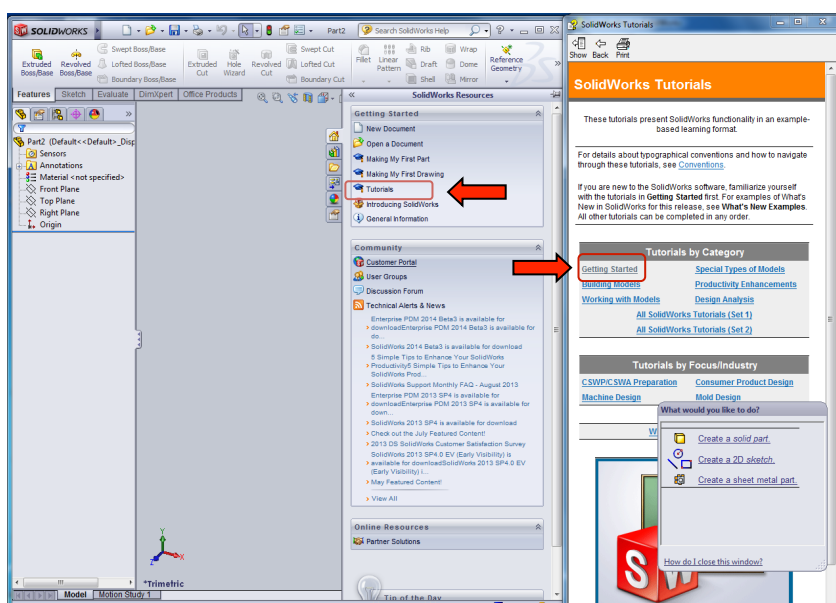 SOLIDWORKS
Part2
Search SolidWorks Help
Extruded Boss/Base
Revolved Boss/Base
Swept Boss/Base
Lofted Boss/Base
Boundary Boss/Base
Extruded Cut
Hole Wizard
Revolved Cut
Swept Cut
Lofted Cut
Boundary Cut
Fillet
Linear Pattern
Rib
Draft
Shell
Wrap
Dome
Mirror
Reference Geometry
Features
Sketch
Evaluate
DimXpert
Office Products
Part2 (Default<<Default>_Disp
Sensors
Annotations
Material <not specified>
Front Plane
Top Plane
Right Plane
Origin
Y
X
Z
*Trimetric
Model
Motion Study 1
SolidWorks Resources
Getting Started
New Document
Open a Document
Making My First Part
Making My First Drawing
Tutorials
Introducing SolidWorks
General Information
Community
Customer Portal
User Groups
Discussion Forum
Technical Alerts & News
Enterprise PDM 2014 Beta3 is available for
downloadEnterprise PDM 2014 Beta3 is available for
do...
SolidWorks 2014 Beta3 is available for download
5 Simple Tips to Enhance Your SolidWorks
Productivity5 Simple Tips to Enhance Your
SolidWorks Prod...
SolidWorks Support Monthly FAQ - August 2013
Enterprise PDM 2013 SP4 is available for
downloadEnterprise PDM 2013 SP4 is available for
down...
SolidWorks 2013 SP4 is available for download
Check out the July Featured Content!
2013 DS SolidWorks Customer Satisfaction Survey
SolidWorks 2013 SP4.0 EV (Early Visibility) is
available for downloadSolidWorks 2013 SP4.0 EV
(Early Visibility) i...
May Featured Content!
View All
Online Resources
Partner Solutions
Tip of the Day
SolidWorks Tutorials
Show
Back
Print
SolidWorks Tutorials
These tutorials present SolidWorks functionality in an example-
based learning format.
For details about typographical conventions and how to navigate
through these tutorials, see Conventions.
If you are new to the SolidWorks software, familiarize yourself
with the tutorials in Getting Started first. For examples of What's
New in SolidWorks for this release, see What's New Examples.
All other tutorials can be completed in any order.
Tutorials by Category
Getting Started
Special Types of Models
Building Models
Productivity Enhancements
Working with Models
Design Analysis
All SolidWorks Tutorials (Set 1)
All SolidWorks Tutorials (Set 2)
Tutorials by Focus/Industry
CSWP/CSWA Preparation
Consumer Product Design
Machine Design
Mold Design
W
What would you like to do?
Create a solid part.
Create a 2D sketch.
Create a sheet metal part.
How do I close this window?
SW